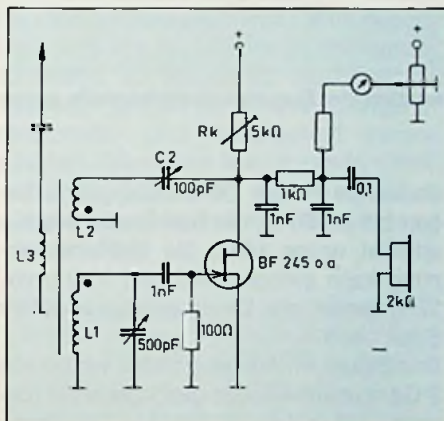 +
+
Rk
5kΩ
C2
100pF
L2
L3
1kΩ
0,1
1nF
1nF
BF 245 o.a.
1nF
2kΩ
L1
500pF
100Ω